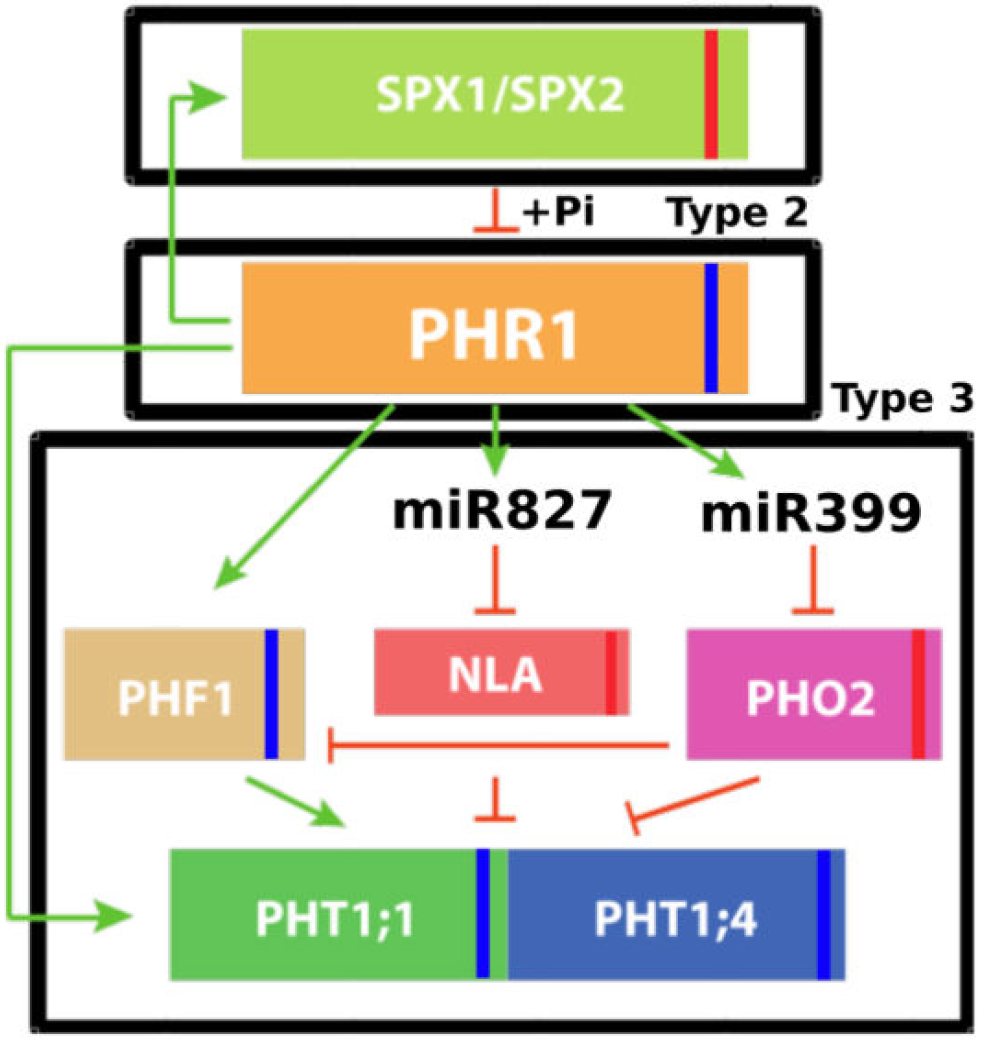 SPX1/SPX2
+Pi
Type 2
PHR1
Type 3
miR827
miR399
PHF1
NLA
PHO2
PHT1;1
PHT1;4